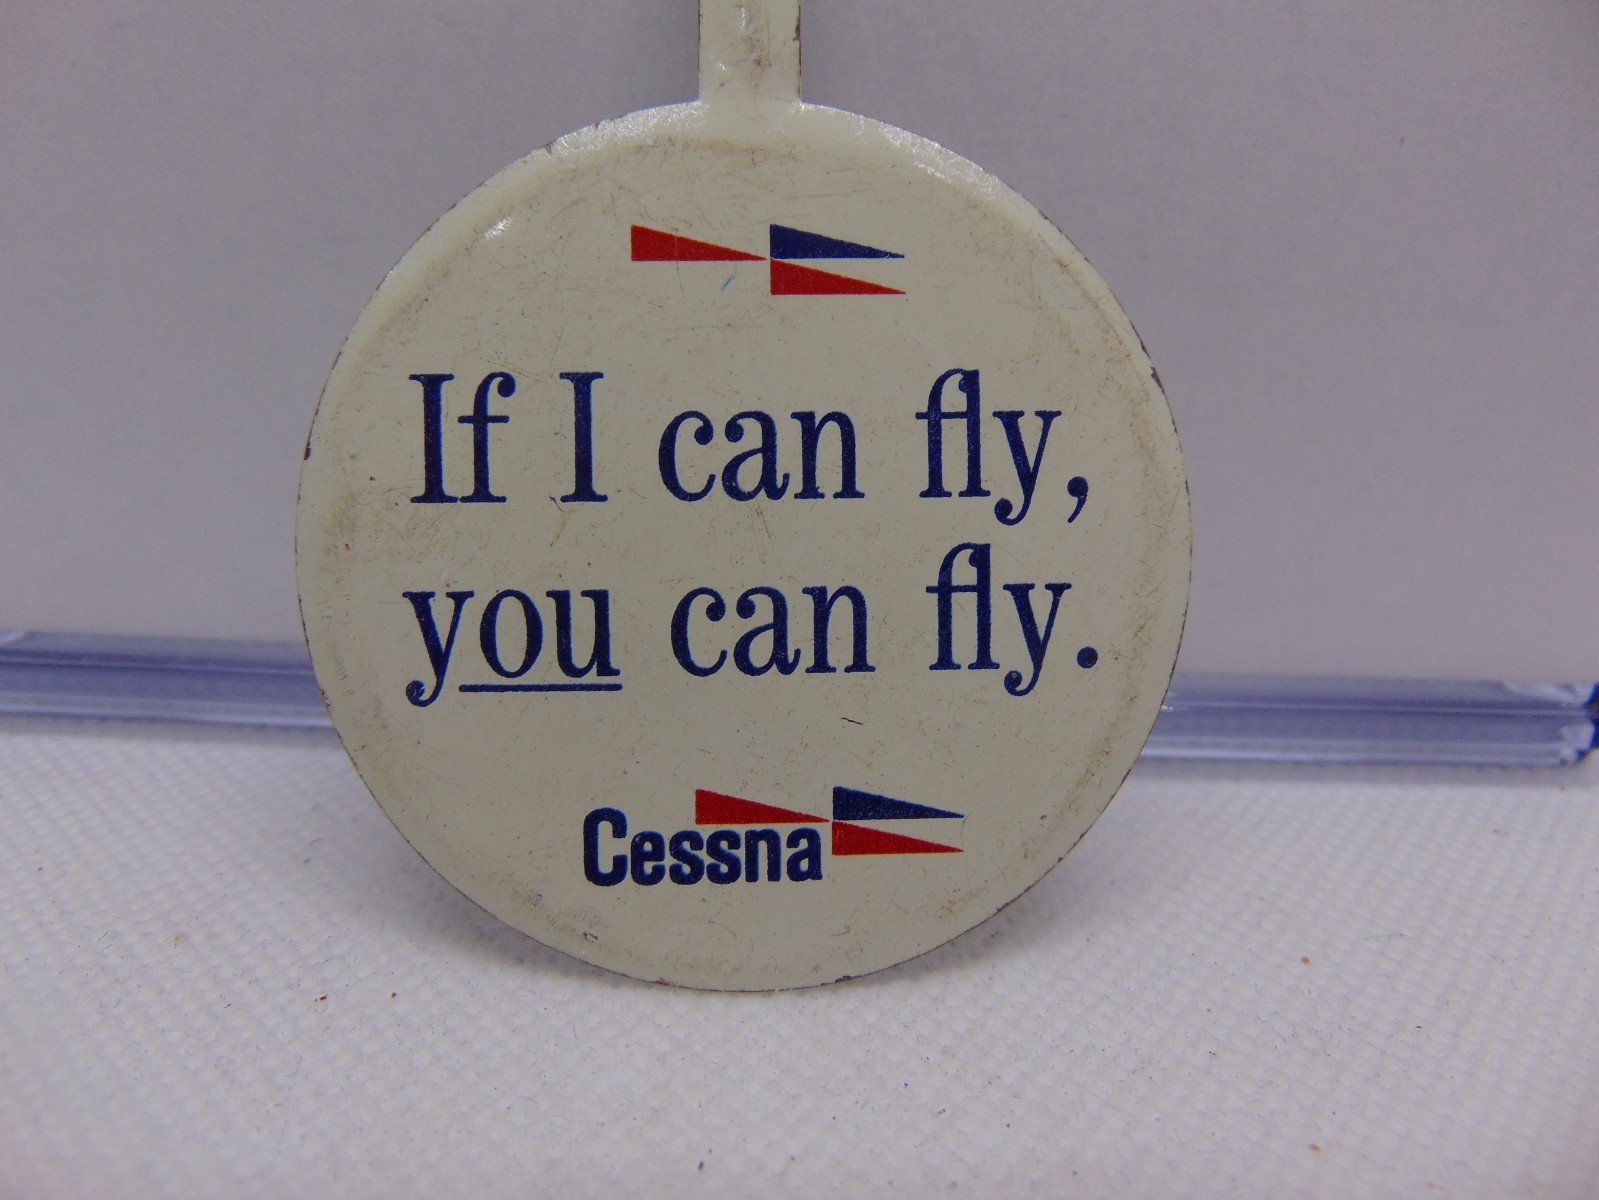 If I can fly,
you can fly.
Cessna